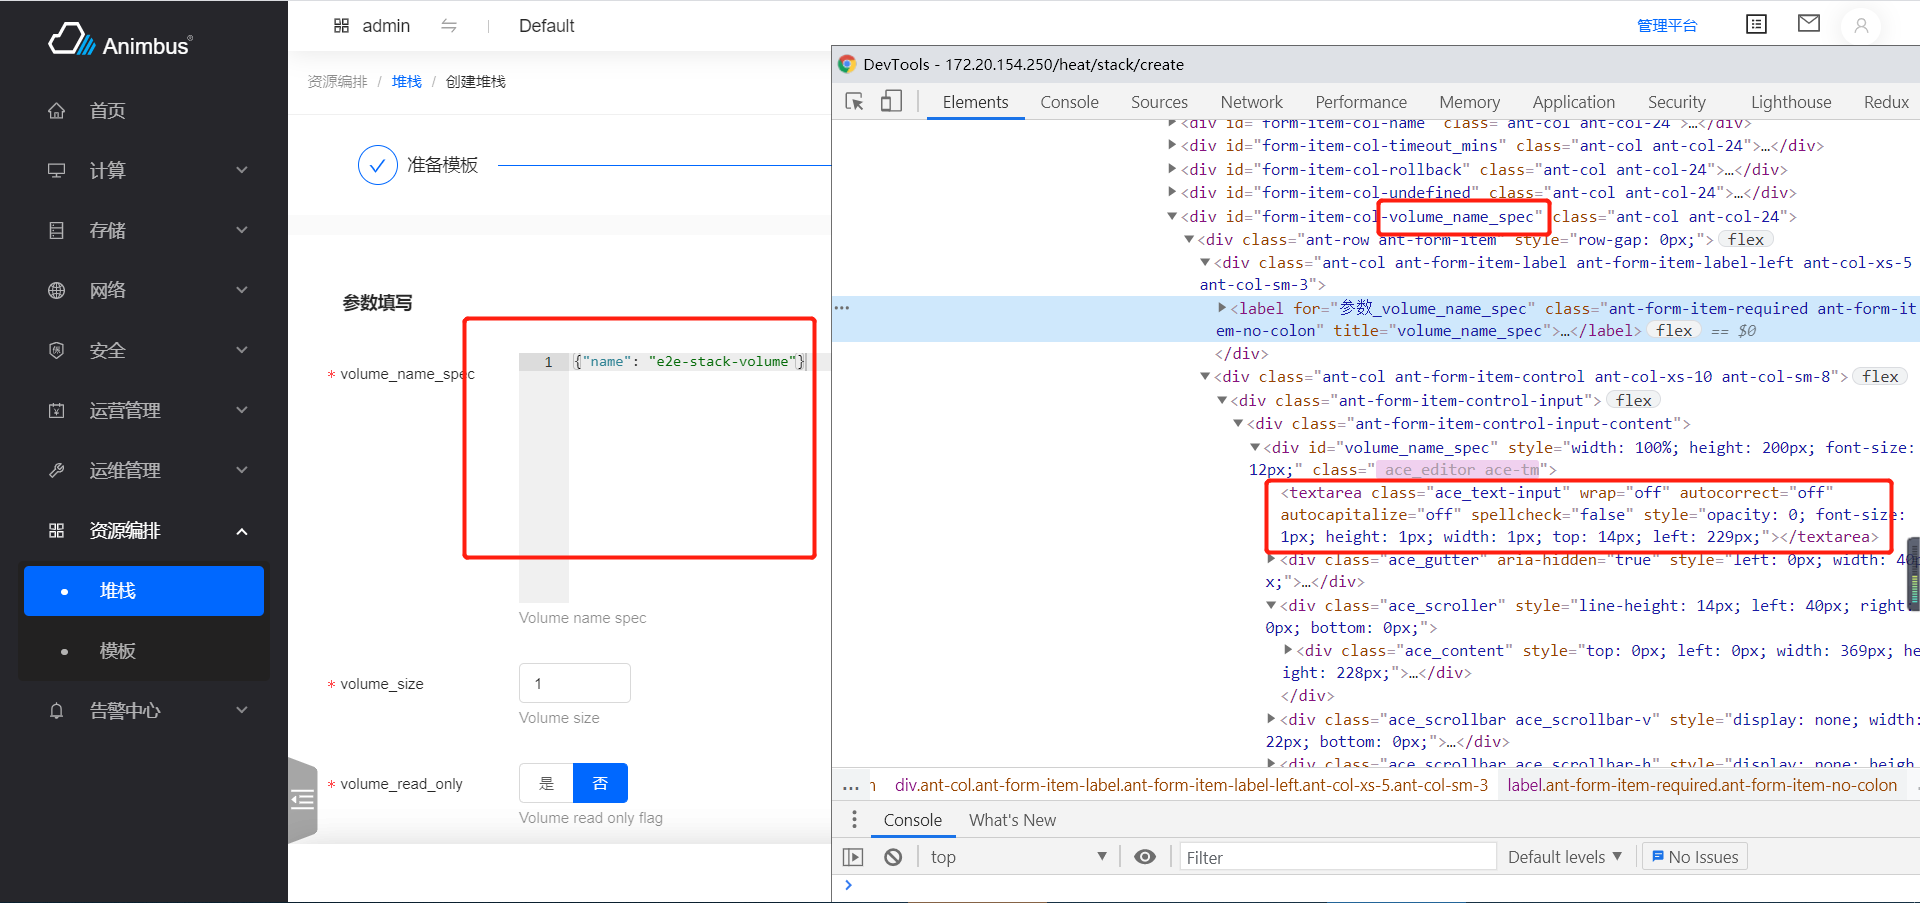 Animbus®
首页
计算
存储
网络
安全
运营管理
运维管理
资源编排
堆栈
模板
告警中心
admin
Default
管理平台
资源编排 / 堆栈 / 创建堆栈
准备模板
参数填写
* volume_name_spec
1 {"name": "e2e-stack-volume"}
Volume name spec
* volume_size
1
Volume size
* volume_read_only
是 否
Volume read only flag
DevTools - 172.20.154.250/heat/stack/create
Elements Console Sources Network Performance Memory Application Security Lighthouse Redux
<div id="form-item-col-name" class="ant-col ant-col-24">…</div>
<div id="form-item-col-timeout_mins" class="ant-col ant-col-24">…</div>
<div id="form-item-col-rollback" class="ant-col ant-col-24">…</div>
<div id="form-item-col-undefined" class="ant-col ant-col-24">…</div>
<div id="form-item-col-volume_name_spec" class="ant-col ant-col-24">
<div class="ant-row ant-form-item" style="row-gap: 0px;"> flex
<div class="ant-col ant-form-item-label ant-form-item-label-left ant-col-xs-5
ant-col-sm-3">
<label for="参数_volume_name_spec" class="ant-form-item-required ant-form-it
em-no-colon" title="volume_name_spec">…</label> flex == $0
</div>
<div class="ant-col ant-form-item-control ant-col-xs-10 ant-col-sm-8"> flex
<div class="ant-form-item-control-input"> flex
<div class="ant-form-item-control-input-content">
<div id="volume_name_spec" style="width: 100%; height: 200px; font-size:
12px;" class=" ace_editor ace-tm">
<textarea class="ace_text-input" wrap="off" autocorrect="off"
autocapitalize="off" spellcheck="false" style="opacity: 0; font-size:
1px; height: 1px; width: 1px; top: 14px; left: 229px;"></textarea>
<div class="ace_gutter" aria-hidden="true" style="left: 0px; width: 40p
x;">…</div>
<div class="ace_scroller" style="line-height: 14px; left: 40px; right:
0px; bottom: 0px;">
<div class="ace_content" style="top: 0px; left: 0px; width: 369px; he
ight: 228px;">…</div>
</div>
<div class="ace_scrollbar ace_scrollbar-v" style="display: none; width:
22px; bottom: 0px;">…</div>
<div class="ace_scrollbar ace_scrollbar-h" style="display: none; heigh
… div.ant-col.ant-form-item-label.ant-form-item-label-left.ant-col-xs-5.ant-col-sm-3 label.ant-form-item-required.ant-form-item-no-colon
Console What's New
top Filter Default levels No Issues